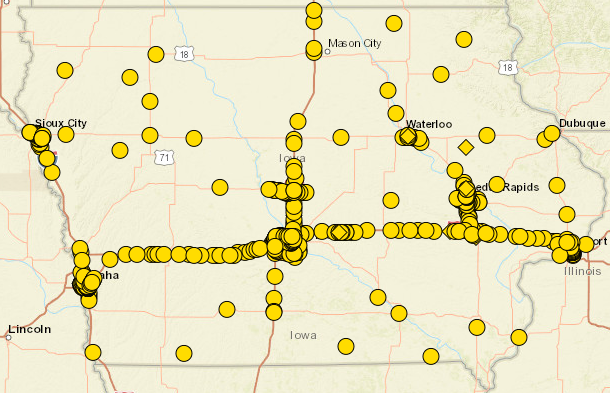 18
Mason City
18
Sioux City
Waterloo
Dubuque
Iowa
71
Rapids
Lincoln
Illinois
Iowa